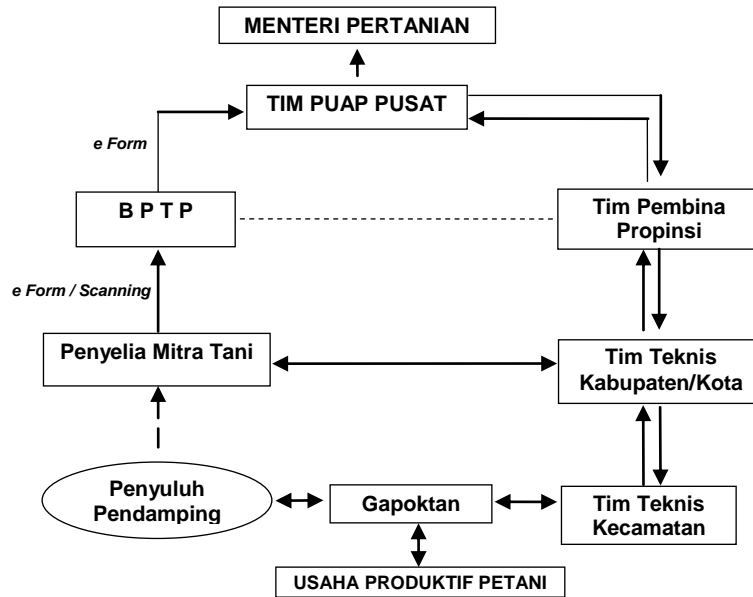 MENTERI PERTANIAN
TIM PUAP PUSAT
e Form
B P T P
Tim Pembina
Propinsi
e Form / Scanning
Penyelia Mitra Tani
Tim Teknis
Kabupaten/Kota
Penyuluh
Pendamping
Gapoktan
Tim Teknis
Kecamatan
USAHA PRODUKTIF PETANI